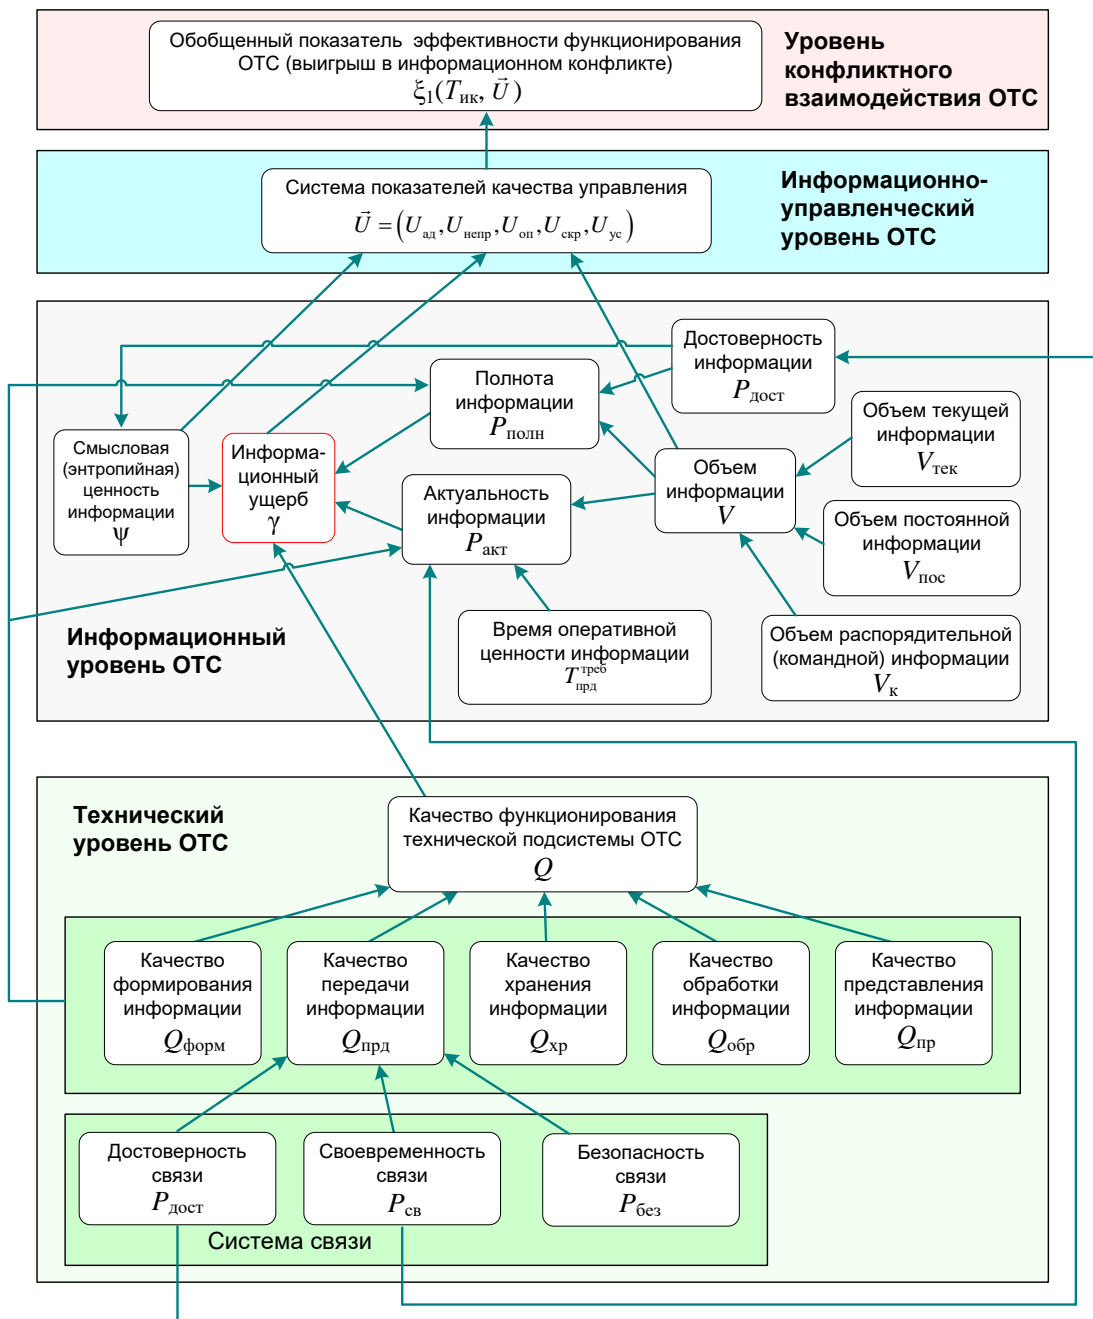 Обобщенный показатель эффективности функционирования
ОТС (выигрыш в информационном конфликте)
ξ₁(Tик, U⃗)
Уровень
конфликтного
взаимодействия ОТС
Система показателей качества управления
U⃗ = (Uад, Uнепр, Uоп, Uскр, Uус)
Информационно-
управленческий
уровень ОТС
Достоверность
информации
Pдост
Полнота
информации
Pполн
Объем текущей
информации
Vтек
Смысловая
(энтропийная)
ценность
информации
ψ
Информа-
ционный
ущерб
γ
Актуальность
информации
Pакт
Объем
информации
V
Объем постоянной
информации
Vпос
Время оперативной
ценности информации
Tпрд треб
Объем распорядительной
(командной) информации
Vк
Информационный
уровень ОТС
Технический
уровень ОТС
Качество функционирования
технической подсистемы ОТС
Q
Качество
формирования
информации
Qформ
Качество
передачи
информации
Qпрд
Качество
хранения
информации
Qхр
Качество
обработки
информации
Qобр
Качество
представления
информации
Qпр
Достоверность
связи
Pдост
Своевременность
связи
Pсв
Безопасность
связи
Pбез
Система связи